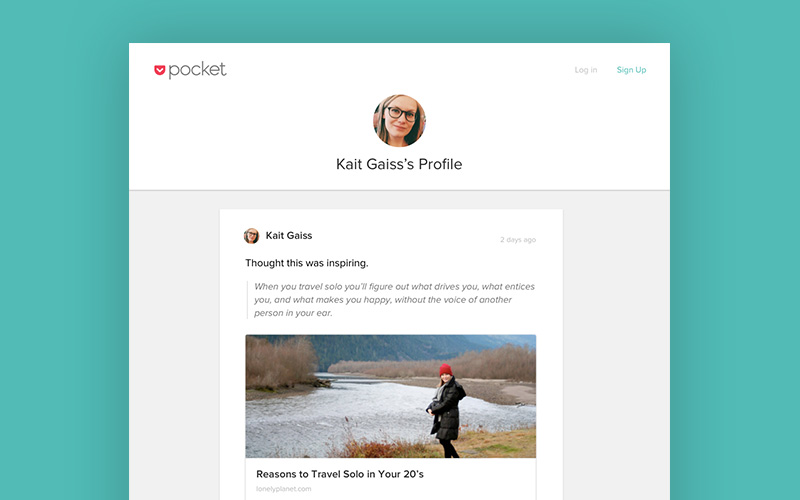 pocket
Log in
Sign Up
Kait Gaiss’s Profile
Kait Gaiss
2 days ago
Thought this was inspiring.
When you travel solo you’ll figure out what drives you, what entices
you, and what makes you happy, without the voice of another
person in your ear.
Reasons to Travel Solo in Your 20’s
lonelyplanet.com